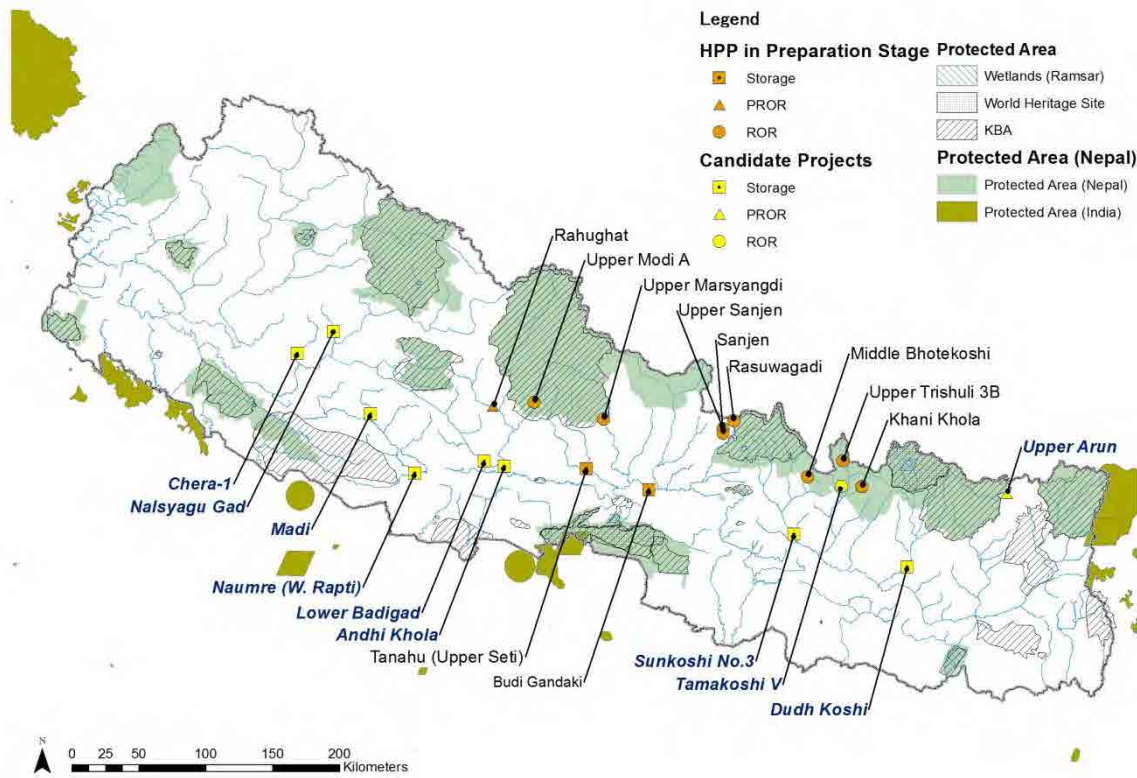 Legend
HPP in Preparation Stage
Storage
PROR
ROR
Candidate Projects
Storage
PROR
ROR
Protected Area
Wetlands (Ramsar)
World Heritage Site
KBA
Protected Area (Nepal)
Protected Area (Nepal)
Protected Area (India)
Rahughat
Upper Modi A
Upper Marsyangdi
Upper Sanjen
Sanjen
Rasuwagadi
Middle Bhotekoshi
Upper Trishuli 3B
Khani Khola
Upper Arun
Chera-1
Nalsyagu Gad
Madi
Naumre (W. Rapti)
Lower Badigad
Andhi Khola
Tanahu (Upper Seti)
Budi Gandaki
Sunkoshi No.3
Tamakoshi V
Dudh Koshi
N
0 25 50 100 150 200
Kilometers